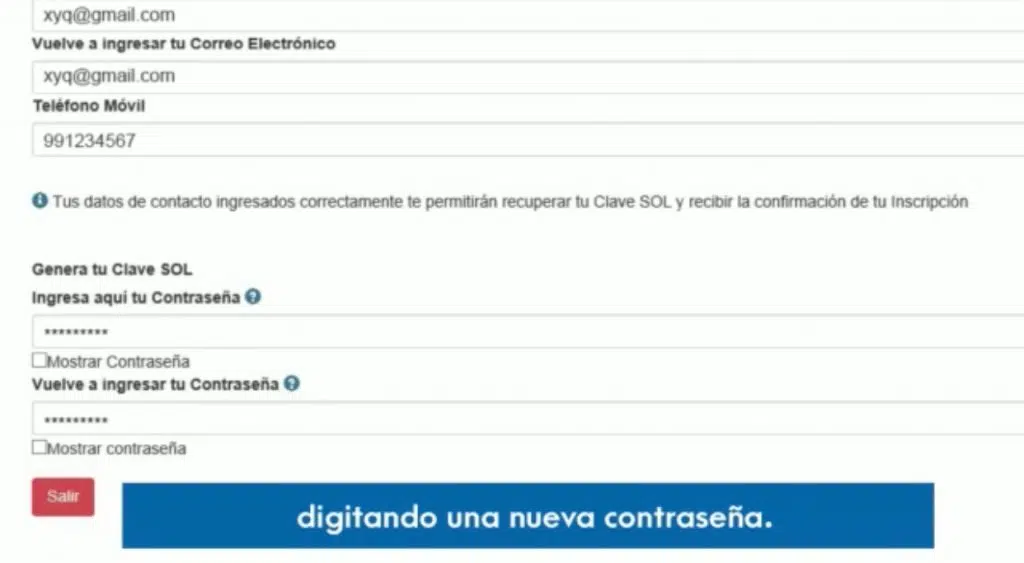 xyq@gmail.com
Vuelve a ingresar tu Correo Electrónico
xyq@gmail.com
Teléfono Móvil
991234567
Tus datos de contacto ingresados correctamente te permitirán recuperar tu Clave SOL y recibir la confirmación de tu Inscripción
Genera tu Clave SOL
Ingresa aquí tu Contraseña
*********
Mostrar Contraseña
Vuelve a ingresar tu Contraseña
*********
Mostrar contraseña
Salir
digitando una nueva contraseña.